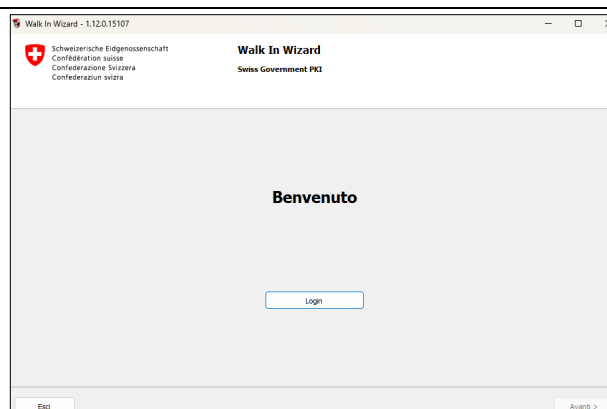 Walk In Wizard - 1.12.0.15107
Schweizerische Eidgenossenschaft
Confédération suisse
Confederazione Svizzera
Confederaziun svizra
Walk In Wizard
Swiss Government PKI
Benvenuto
Login
Esci
Avanti >